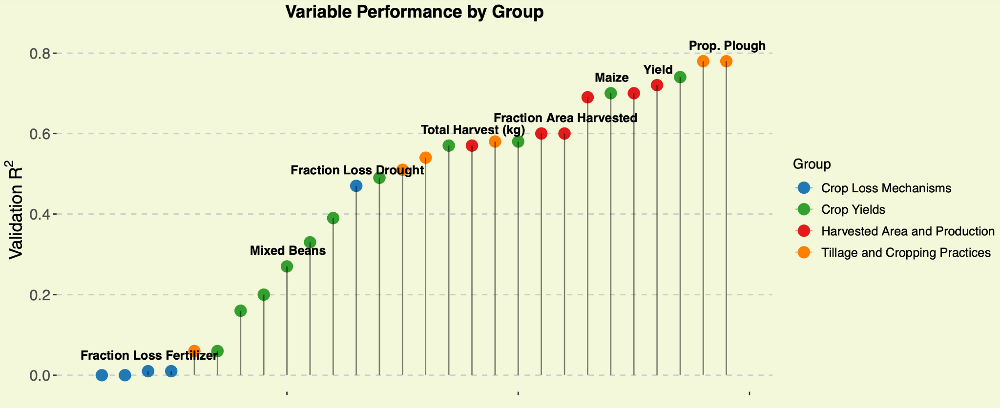 Variable Performance by Group
Validation R²
0.8
0.6
0.4
0.2
0.0
Prop. Plough
Yield
Maize
Fraction Area Harvested
Total Harvest (kg)
Fraction Loss Drought
Mixed Beans
Fraction Loss Fertilizer
Group
Crop Loss Mechanisms
Crop Yields
Harvested Area and Production
Tillage and Cropping Practices